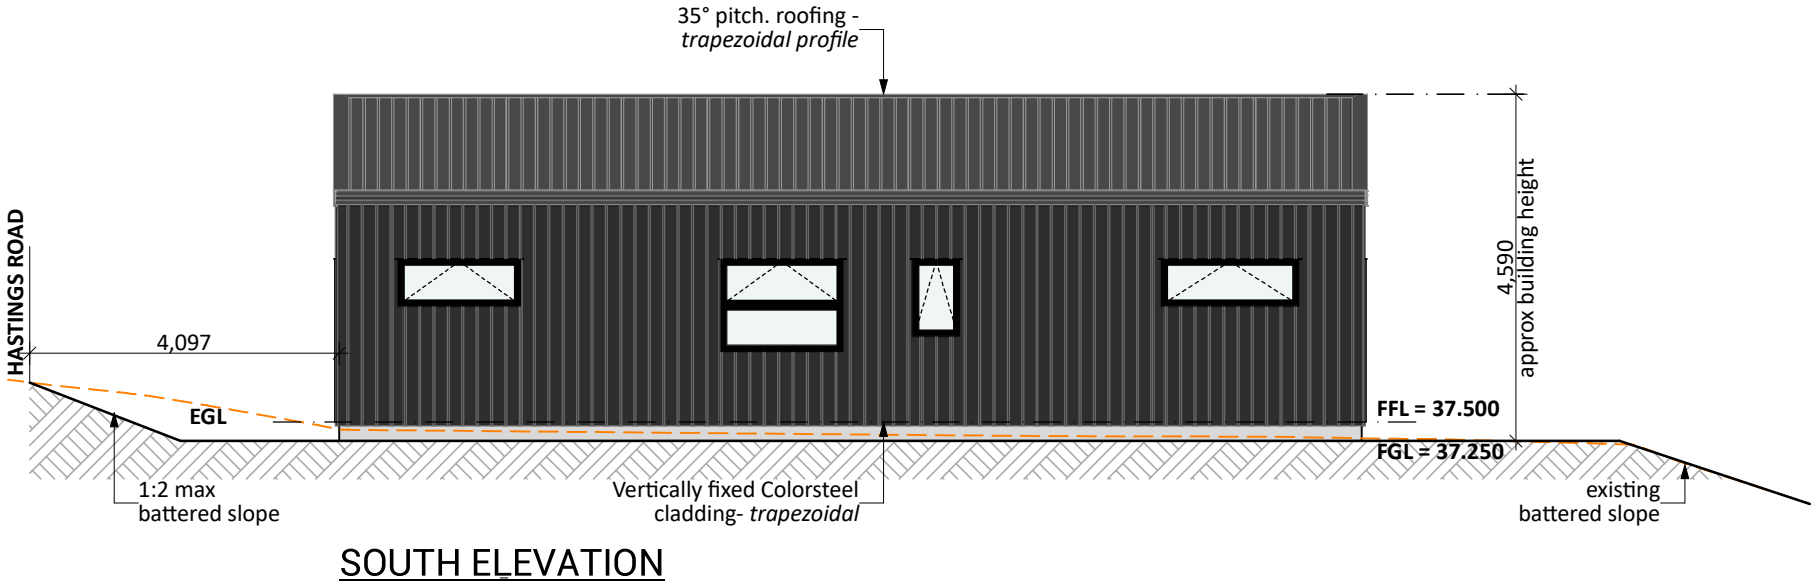 35° pitch. roofing -
trapezoidal profile
HASTINGS ROAD
4,097
EGL
4,590
approx building height
FFL = 37.500
FGL = 37.250
1:2 max
battered slope
Vertically fixed Colorsteel
cladding- trapezoidal
existing
battered slope
SOUTH ELEVATION